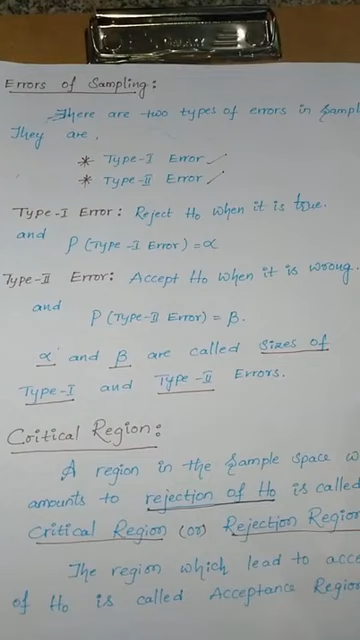 Errors of Sampling:
There are two types of errors in Sampl
They are.
* Type-I Error
* Type-II Error
Type-I Error: Reject Ho when it is true.
and
P(Type-I Error) = α
Type-II Error: Accept Ho when it is wrong.
and
P(Type-II Error) = β.
α and β are called sizes of
Type-I and Type-II Errors.
Critical Region:
A region in the Sample space w
amounts to rejection of Ho is called
Critical Region (or) Rejection Region
The region which lead to acce
of Ho is called Acceptance Region